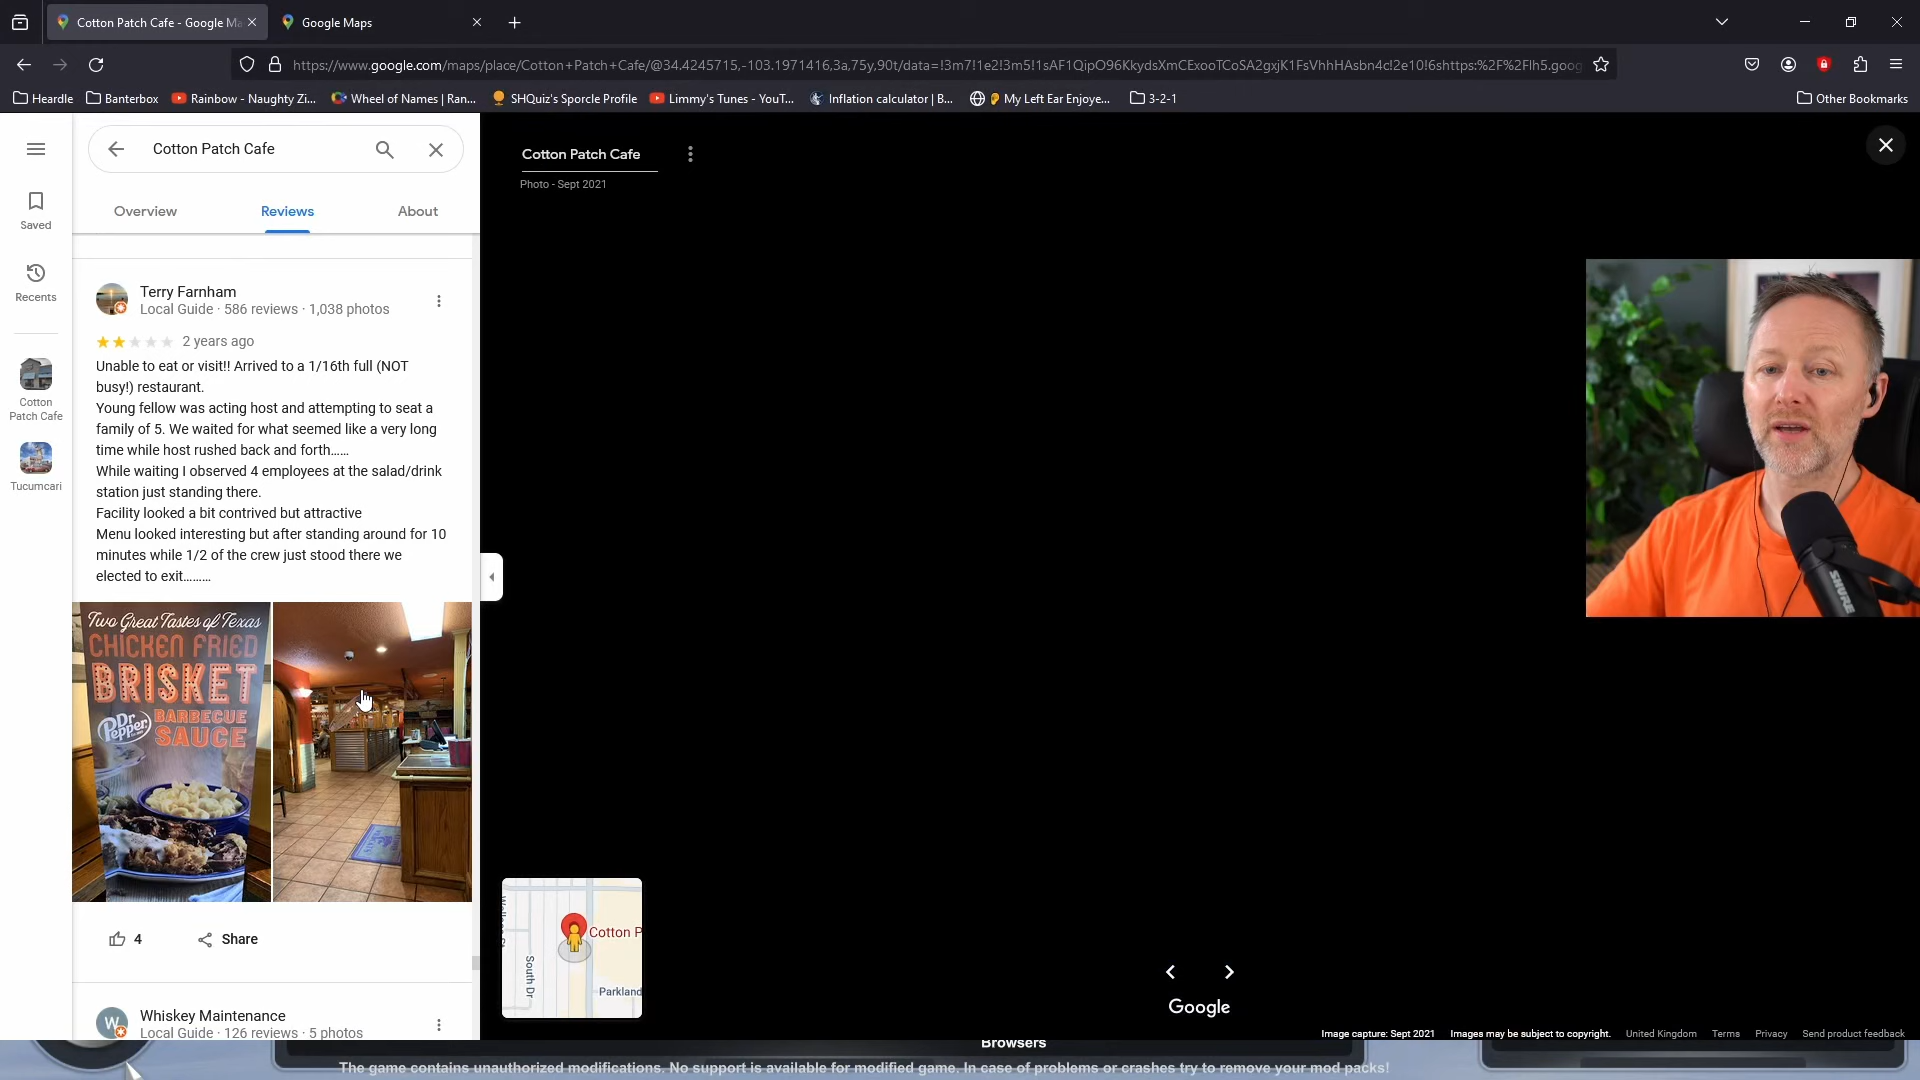 Cotton Patch Cafe - Google Ma
Google Maps
https://www.google.com/maps/place/Cotton+Patch+Cafe/@34.4245715,-103.1971416,3a,75y,90t/data=!3m7!1e2!3m5!1sAF1QipO96KkydsXmCExooTCoSA2gxjK1FsVhhHAsbn4c!2e10!6shttps:%2F%2Flh5.goog
Heardle
Banterbox
Rainbow - Naughty Zi...
Wheel of Names | Ran...
SHQuiz's Sporcle Profile
Limmy's Tunes - YouT...
Inflation calculator | B...
My Left Ear Enjoye...
3-2-1
Other Bookmarks
Saved
Recents
Cotton
Patch Cafe
Tucumcari
Cotton Patch Cafe
Overview
Reviews
About
Terry Farnham
Local Guide · 586 reviews · 1,038 photos
2 years ago
Unable to eat or visit!! Arrived to a 1/16th full (NOT
busy!) restaurant.
Young fellow was acting host and attempting to seat a
family of 5. We waited for what seemed like a very long
time while host rushed back and forth......
While waiting I observed 4 employees at the salad/drink
station just standing there.
Facility looked a bit contrived but attractive
Menu looked interesting but after standing around for 10
minutes while 1/2 of the crew just stood there we
elected to exit.........
Two Great Tastes of Texas
CHICKEN FRIED
BRISKET
Dr Pepper
BARBECUE
SAUCE
4
Share
W
Whiskey Maintenance
Local Guide · 126 reviews · 5 photos
Cotton Patch Cafe
Photo - Sept 2021
SHURE
Cotton P
South Dr
Parkland
Google
Image capture: Sept 2021
Images may be subject to copyright.
United Kingdom
Terms
Privacy
Send product feedback
Browsers
The game contains unauthorized modifications. No support is available for modified game. In case of problems or crashes try to remove your mod packs!